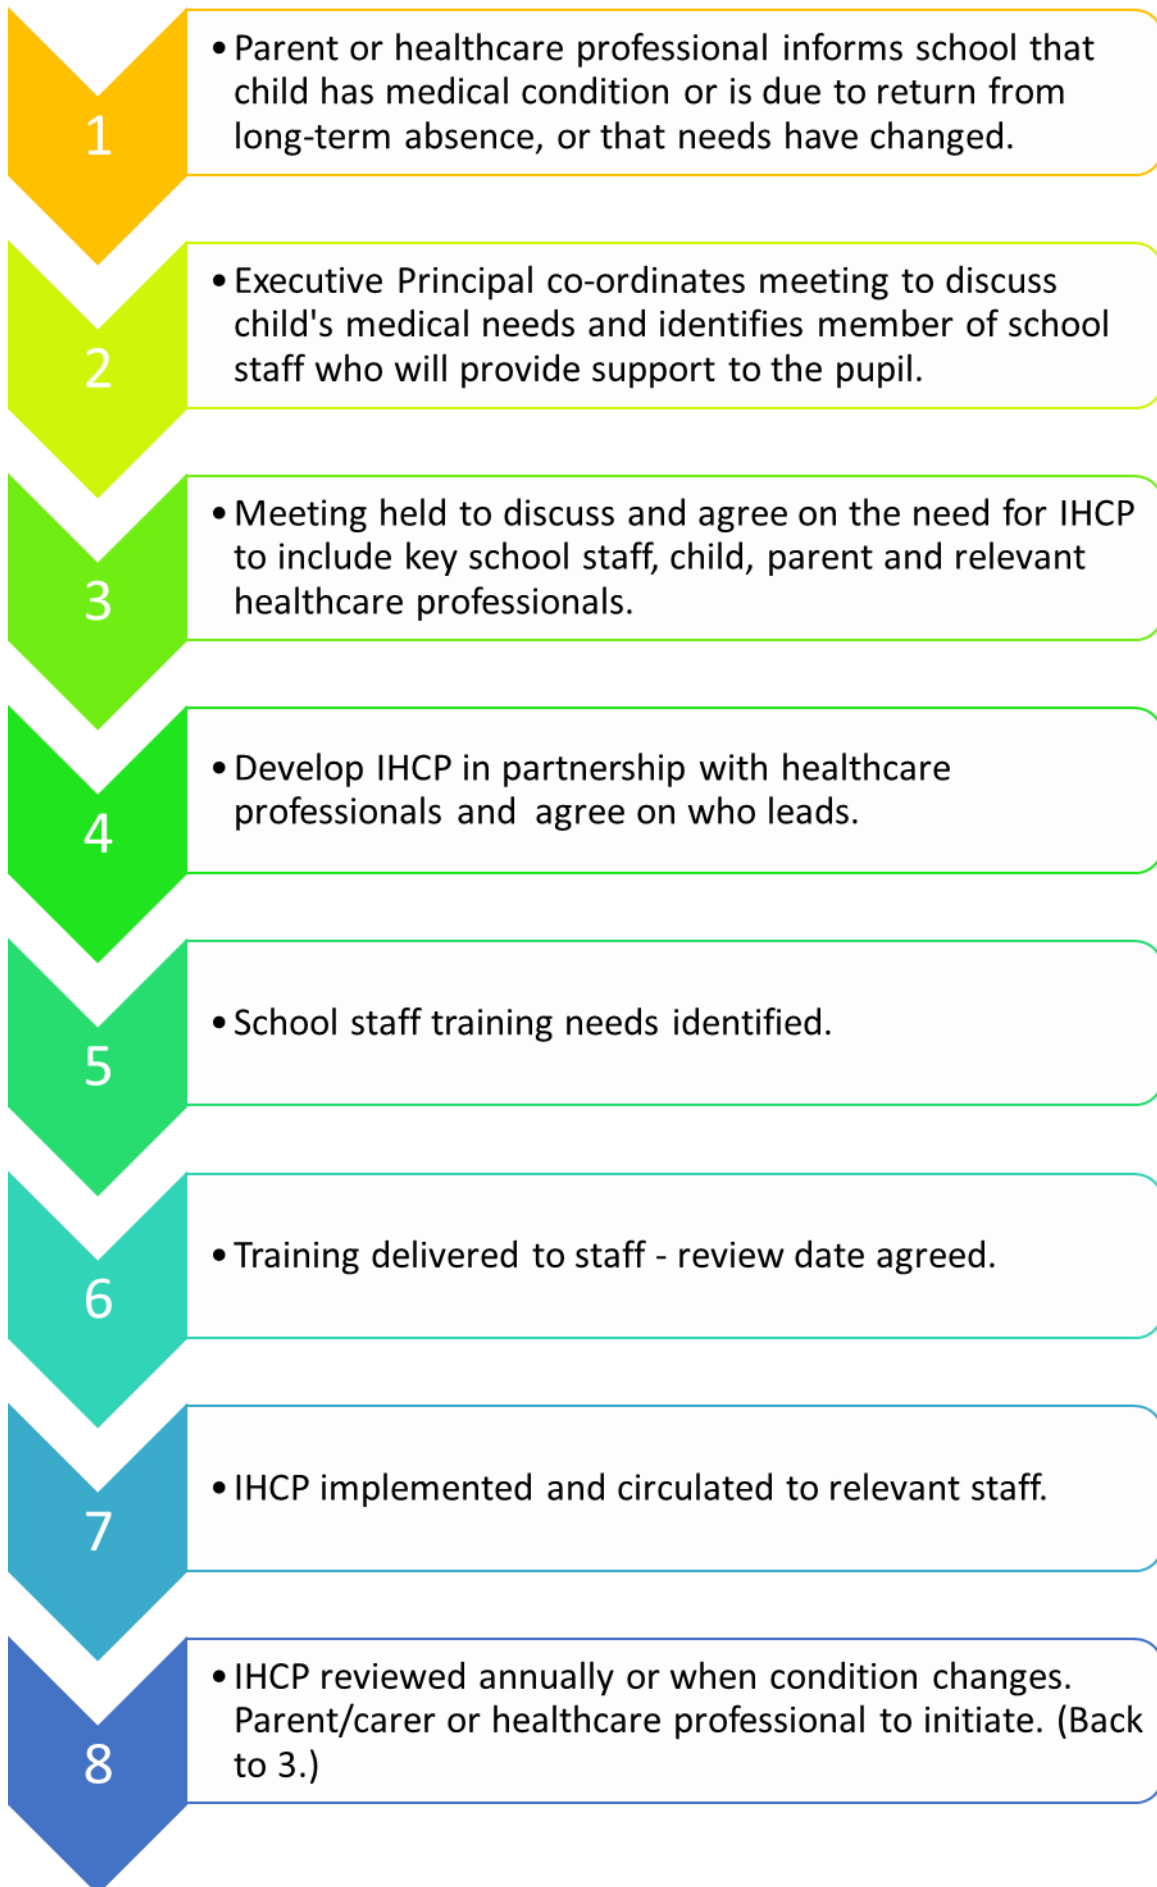 1
• Parent or healthcare professional informs school that
child has medical condition or is due to return from
long-term absence, or that needs have changed.
2
• Executive Principal co-ordinates meeting to discuss
child's medical needs and identifies member of school
staff who will provide support to the pupil.
3
• Meeting held to discuss and agree on the need for IHCP
to include key school staff, child, parent and relevant
healthcare professionals.
4
• Develop IHCP in partnership with healthcare
professionals and  agree on who leads.
5
• School staff training needs identified.
6
• Training delivered to staff - review date agreed.
7
• IHCP implemented and circulated to relevant staff.
8
• IHCP reviewed annually or when condition changes.
Parent/carer or healthcare professional to initiate. (Back
to 3.)